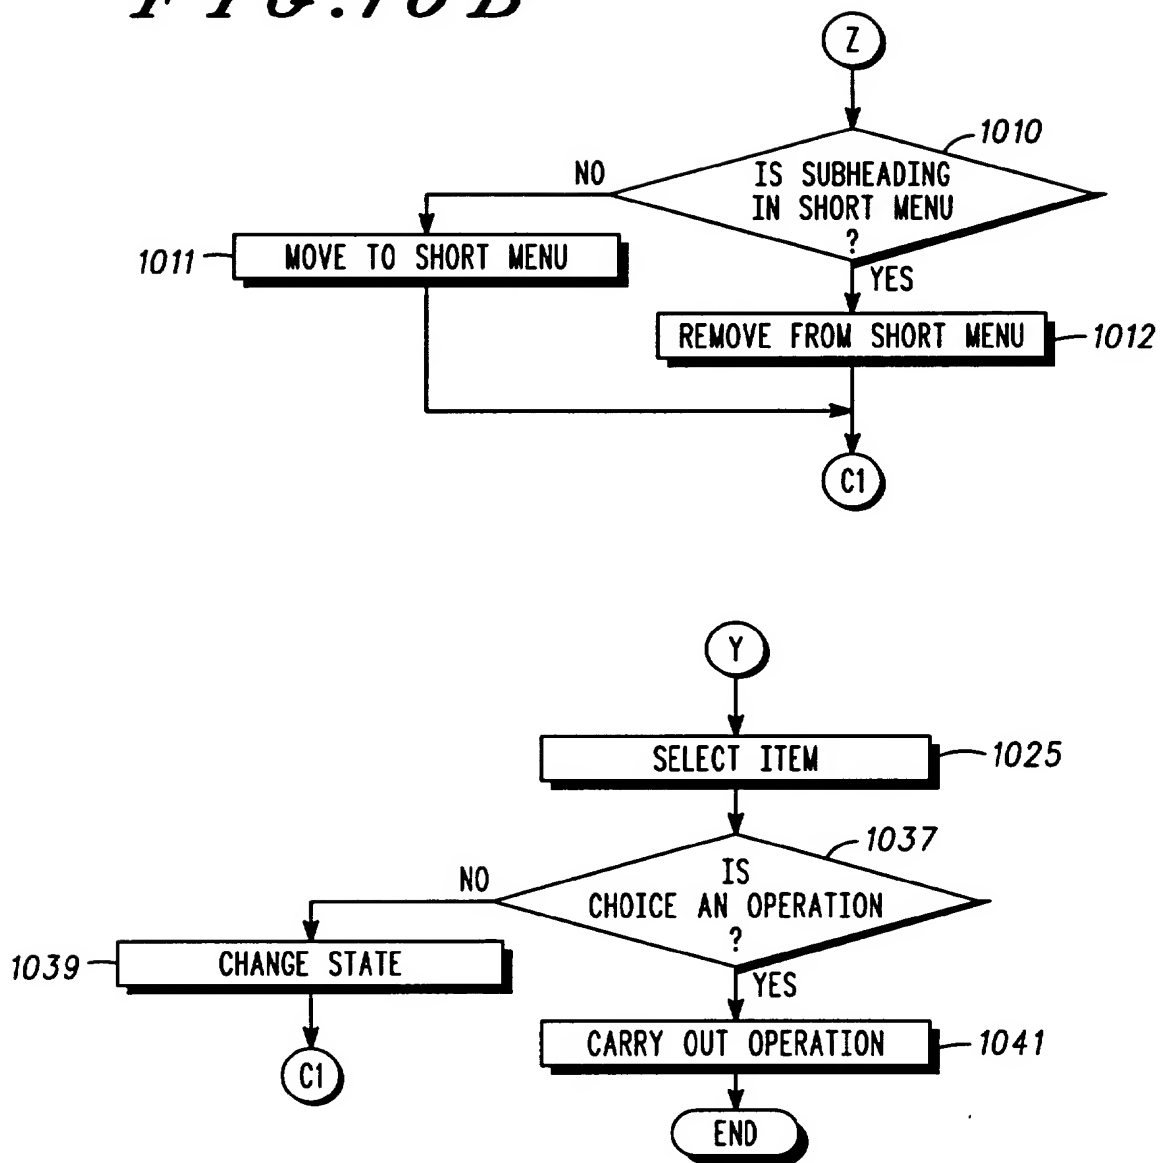 FIG.10B
Z
1010
NO
IS SUBHEADING
IN SHORT MENU
?
1011
MOVE TO SHORT MENU
YES
REMOVE FROM SHORT MENU
1012
C1
Y
SELECT ITEM
1025
1037
NO
IS
CHOICE AN OPERATION
?
1039
CHANGE STATE
YES
CARRY OUT OPERATION
1041
C1
END